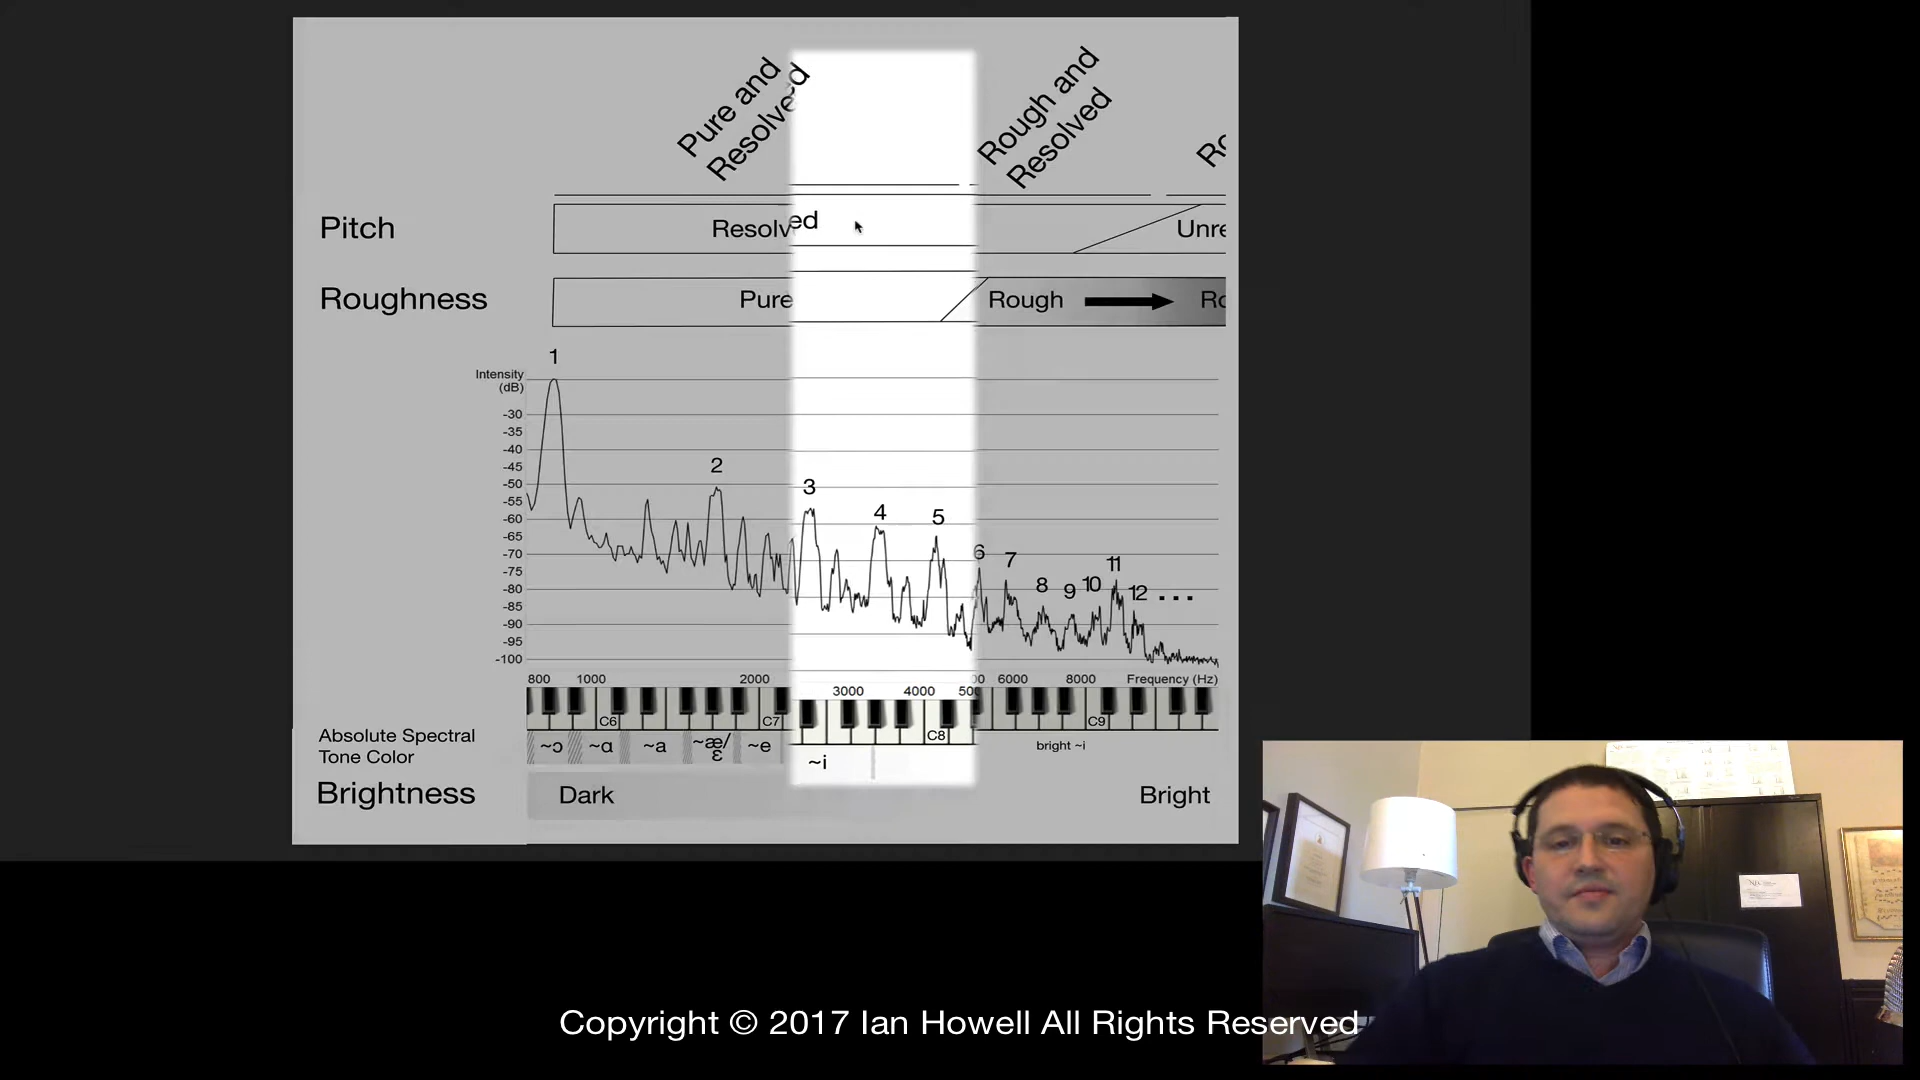 Pure and
Resolved
Rough and
Resolved
Pitch
Resolved
Unre
Roughness
Pure
Rough
Ro
1
Intensity
(dB)
-30
-35
-40
-45
-50
-55
-60
-65
-70
-75
-80
-85
-90
-95
-100
2
3
4
5
6
7
8
9
10
11
12
...
800 1000 2000 3000 4000 500 6000 8000 Frequency (Hz)
C6 C7 C8 C9
Absolute Spectral
Tone Color
~ɔ ~ɑ ~a ~æ/ɛ ~e ~i bright ~i
Brightness
Dark
Bright
Copyright © 2017 Ian Howell All Rights Reserved